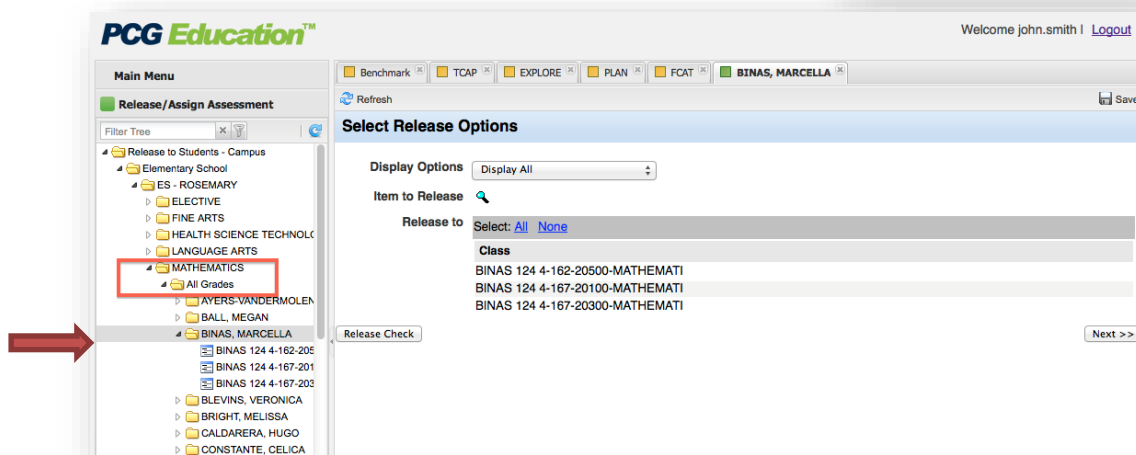 PCG Education™
Welcome john.smith | Logout
Main Menu
Release/Assign Assessment
Filter Tree
Release to Students - Campus
Elementary School
ES - ROSEMARY
ELECTIVE
FINE ARTS
HEALTH SCIENCE TECHNOLO
LANGUAGE ARTS
MATHEMATICS
All Grades
AYERS-VANDERMOLEN
BALL, MEGAN
BINAS, MARCELLA
BINAS 124 4-162-205
BINAS 124 4-167-201
BINAS 124 4-167-203
BLEVINS, VERONICA
BRIGHT, MELISSA
CALDARERA, HUGO
CONSTANTE, CELICA
Benchmark TCAP EXPLORE PLAN FCAT BINAS, MARCELLA
Refresh Save
Select Release Options
Display Options Display All
Item to Release
Release to Select: All None
Class
BINAS 124 4-162-20500-MATHEMATI
BINAS 124 4-167-20100-MATHEMATI
BINAS 124 4-167-20300-MATHEMATI
Release Check Next >>